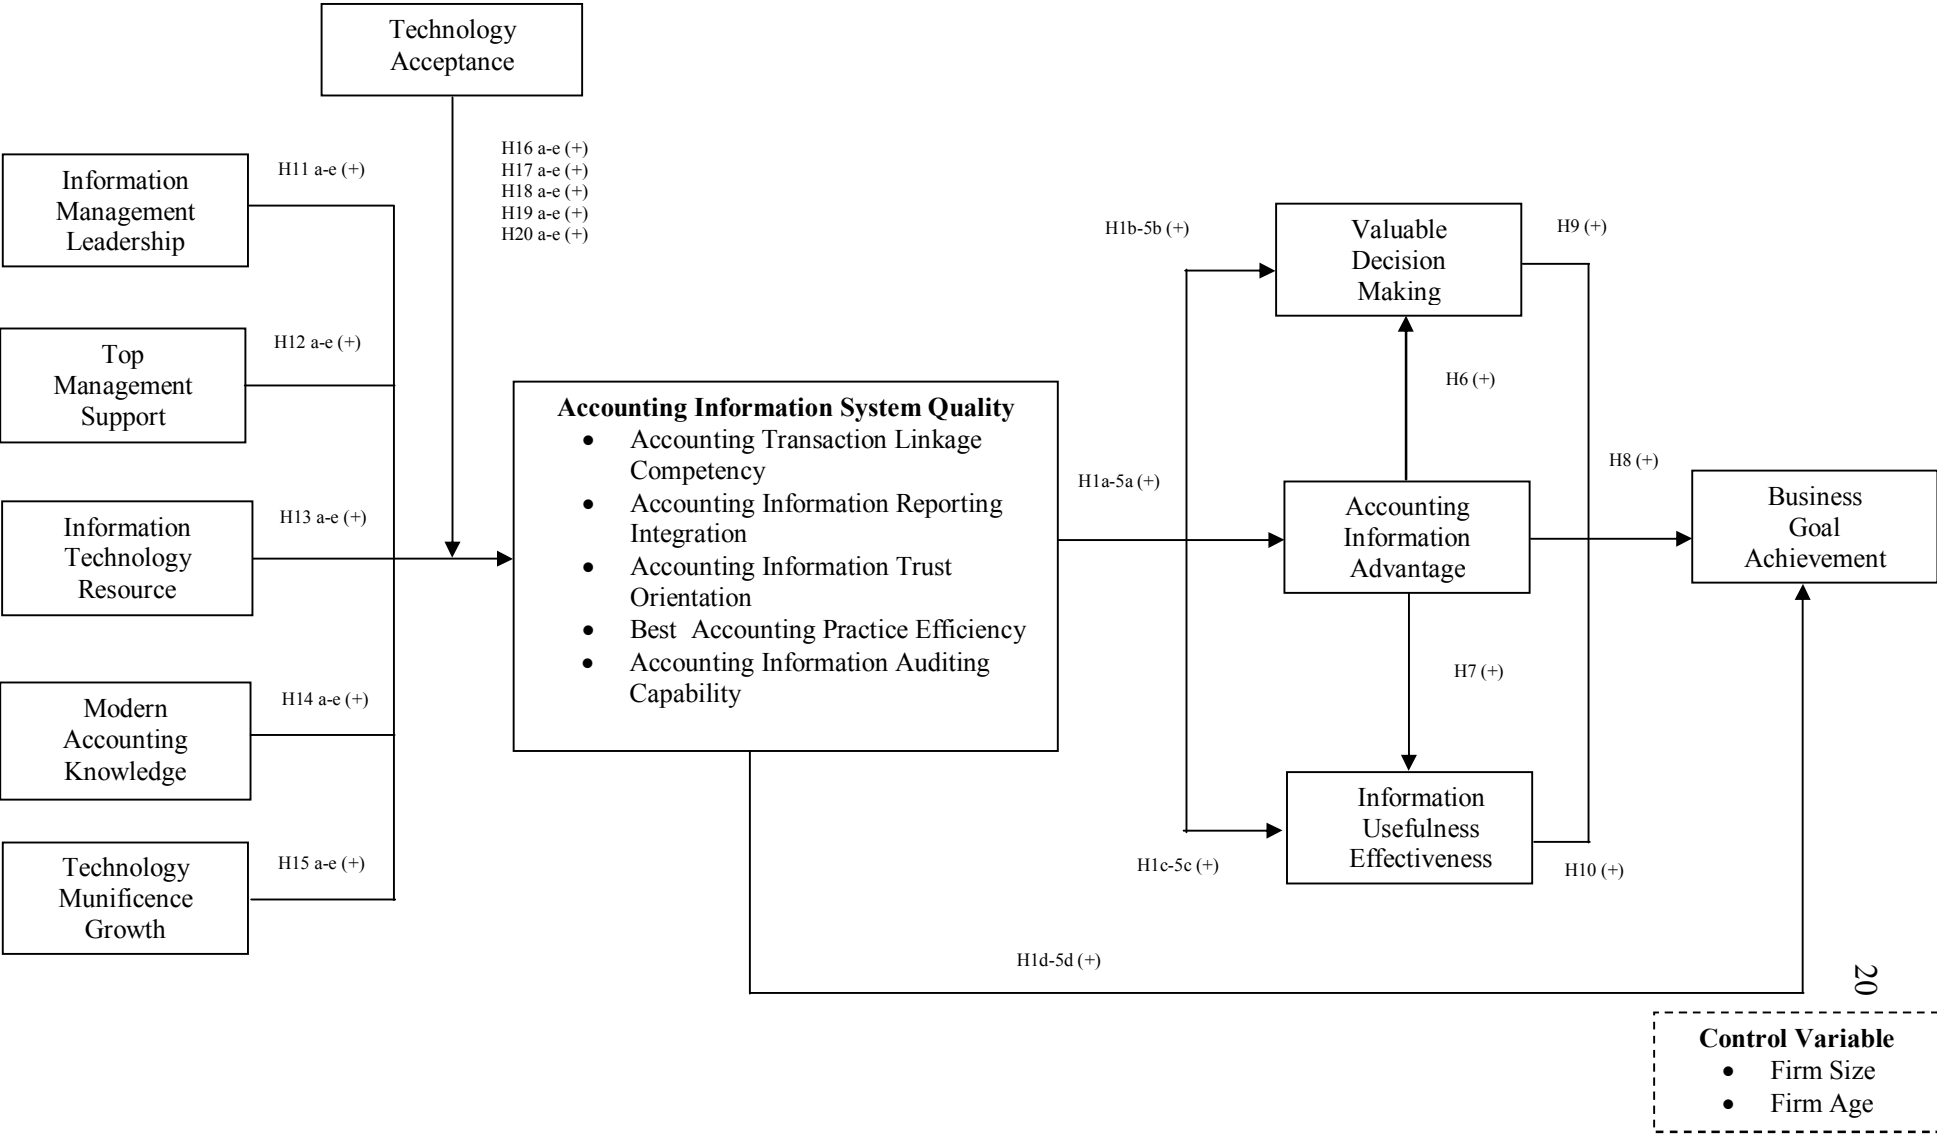 Technology
Acceptance
H16 a-e (+)
H17 a-e (+)
H18 a-e (+)
H19 a-e (+)
H20 a-e (+)
Information
Management
Leadership
H11 a-e (+)
Top
Management
Support
H12 a-e (+)
Information
Technology
Resource
H13 a-e (+)
Modern
Accounting
Knowledge
H14 a-e (+)
Technology
Munificence
Growth
H15 a-e (+)
Accounting Information System Quality
• Accounting Transaction Linkage
Competency
• Accounting Information Reporting
Integration
• Accounting Information Trust
Orientation
• Best Accounting Practice Efficiency
• Accounting Information Auditing
Capability
H1b-5b (+)
H1a-5a (+)
H1c-5c (+)
H1d-5d (+)
Valuable
Decision
Making
H9 (+)
H6 (+)
Accounting
Information
Advantage
H8 (+)
H7 (+)
Information
Usefulness
Effectiveness
H10 (+)
Business
Goal
Achievement
20
Control Variable
• Firm Size
• Firm Age